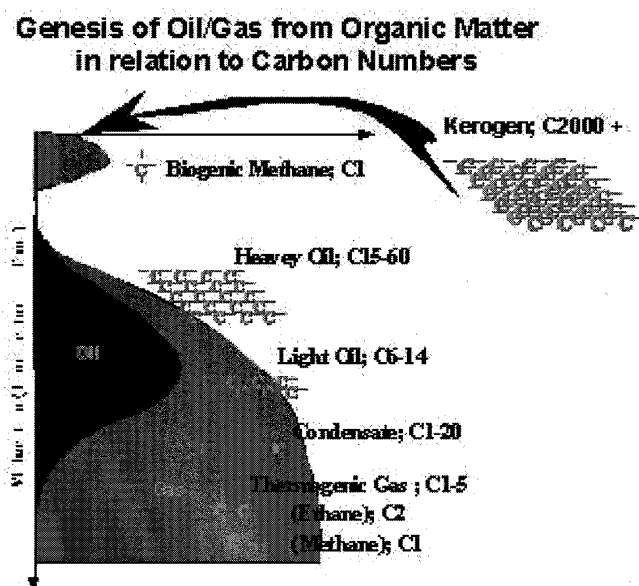 Genesis of Oil/Gas from Organic Matter
in relation to Carbon Numbers
Kerogen; C2000 +
Biogenic Methane; C1
Heavey Oil; C15-60
Oil
Light Oil; C6-14
Condensate; C1-20
Thermogenic Gas ; C1-5
(Ethane); C2
(Methane); C1